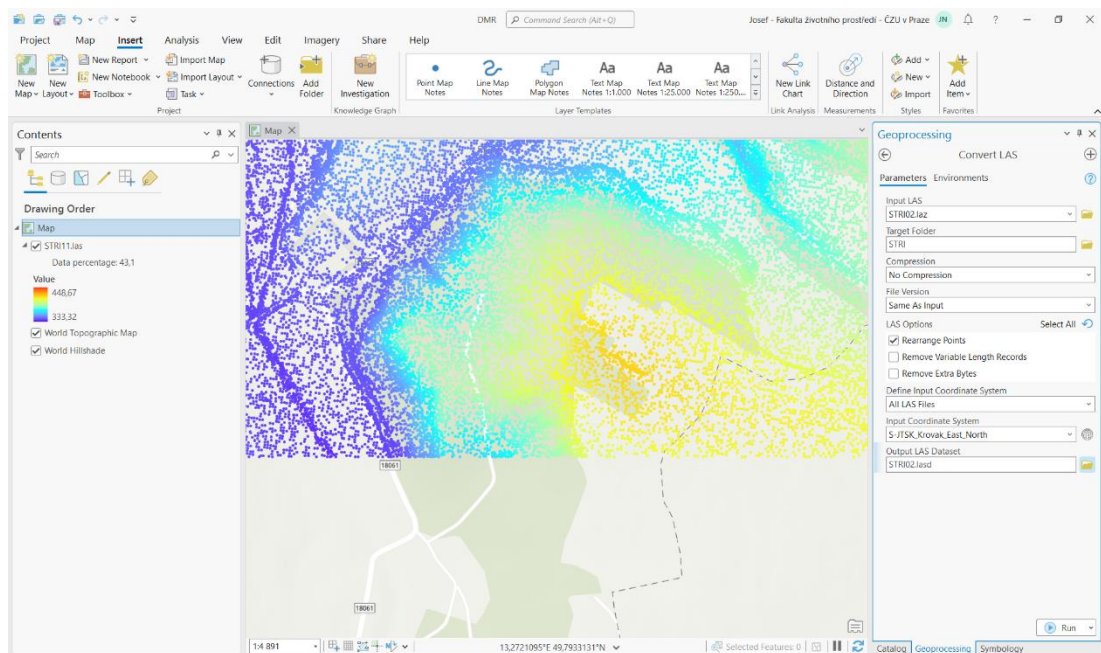 DMR
Command Search (Alt+Q)
Josef - Fakulta životního prostředí - ČZU v Praze
JN
?
Project Map Insert Analysis View Edit Imagery Share Help
New Map
New Layout
New Report
New Notebook
Toolbox
Import Map
Import Layout
Task
Project
Connections
Add Folder
New Investigation
Knowledge Graph
Point Map Notes
Line Map Notes
Polygon Map Notes
Aa
Text Map Notes 1:1.000
Aa
Text Map Notes 1:25.000
Aa
Text Map Notes 1:250...
Layer Templates
New Link Chart
Link Analysis
Distance and Direction
Measurements
Add
New
Import
Styles
Add Item
Favorites
Contents
Search
Drawing Order
Map
STRI11.las
Data percentage: 43,1
Value
448,67
333,32
World Topographic Map
World Hillshade
Map
18061
18061
1:4 891
13,2721095°E 49,7933131°N
Selected Features: 0
Geoprocessing
Convert LAS
Parameters Environments
Input LAS
STRI02.laz
Target Folder
STRI
Compression
No Compression
File Version
Same As Input
LAS Options Select All
Rearrange Points
Remove Variable Length Records
Remove Extra Bytes
Define Input Coordinate System
All LAS Files
Input Coordinate System
S-JTSK_Krovak_East_North
Output LAS Dataset
STRI02.lasd
Run
Catalog Geoprocessing Symbology